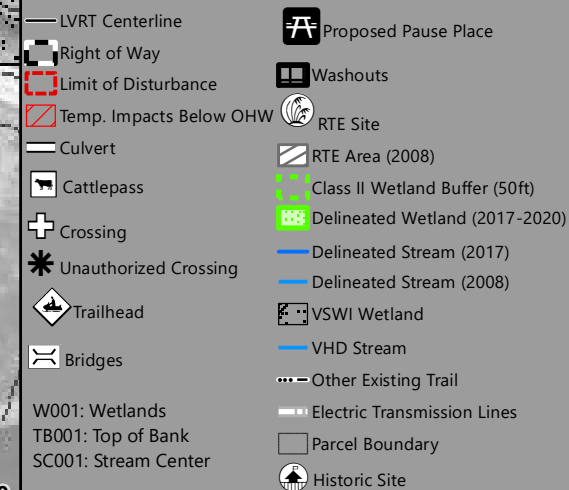 LVRT Centerline
Right of Way
Limit of Disturbance
Temp. Impacts Below OHW
Culvert
Cattlepass
Crossing
Unauthorized Crossing
Trailhead
Bridges
W001: Wetlands
TB001: Top of Bank
SC001: Stream Center
Proposed Pause Place
Washouts
RTE Site
RTE Area (2008)
Class II Wetland Buffer (50ft)
Delineated Wetland (2017-2020)
Delineated Stream (2017)
Delineated Stream (2008)
VSWI Wetland
VHD Stream
Other Existing Trail
Electric Transmission Lines
Parcel Boundary
Historic Site